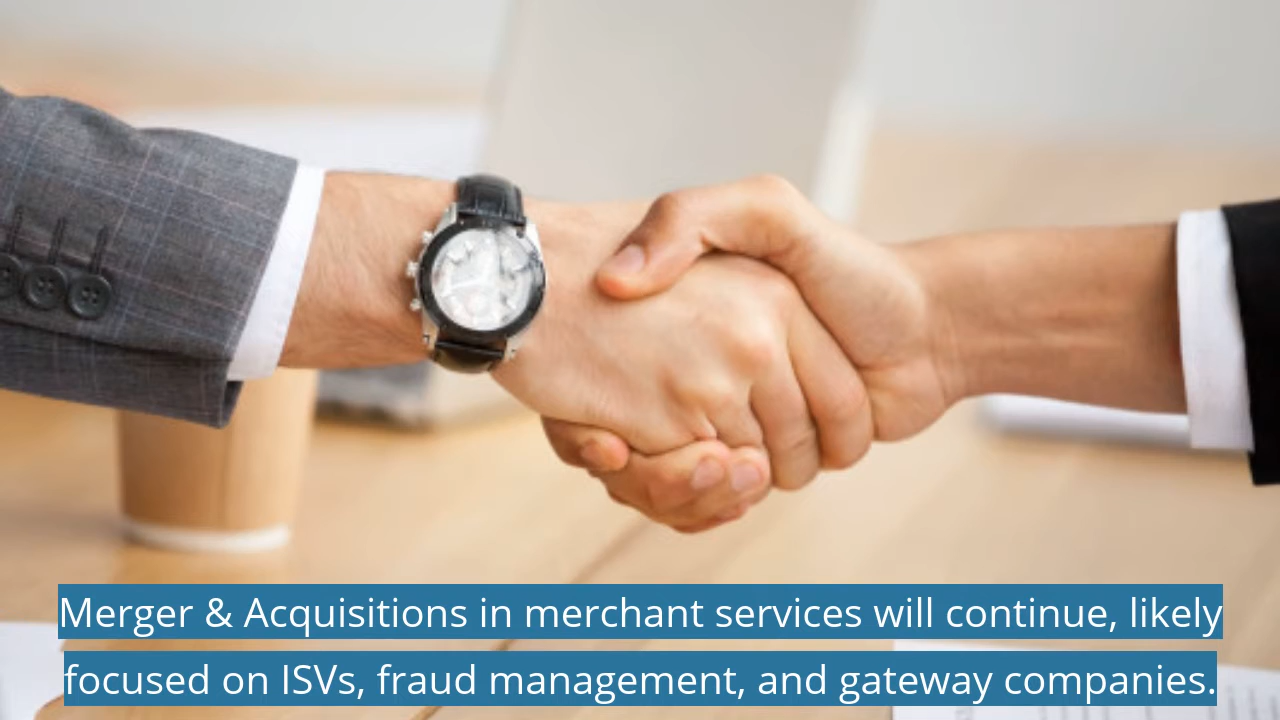 Merger & Acquisitions in merchant services will continue, likely
focused on ISVs, fraud management, and gateway companies.